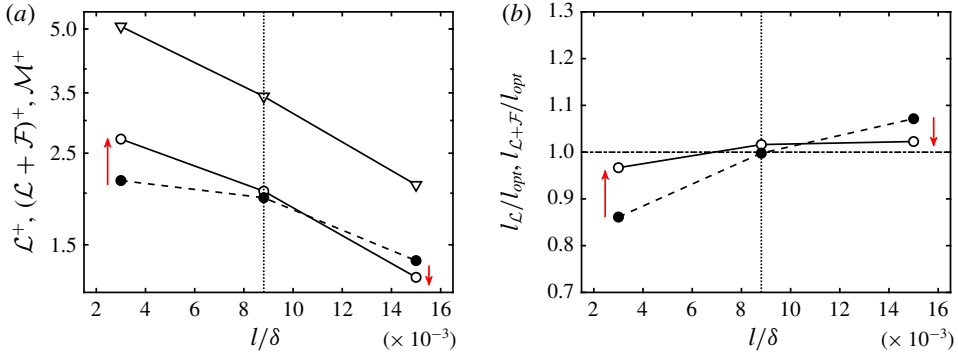 (a)
ℒ⁺, (ℒ + ℱ)⁺, ℳ⁺
5.0
3.5
2.5
1.5
2 4 6 8 10 12 14 16
l/δ (× 10⁻³)
(b)
l_ℒ/l_opt, l_ℒ+ℱ/l_opt
1.3
1.2
1.1
1.0
0.9
0.8
0.7
2 4 6 8 10 12 14 16
l/δ (× 10⁻³)